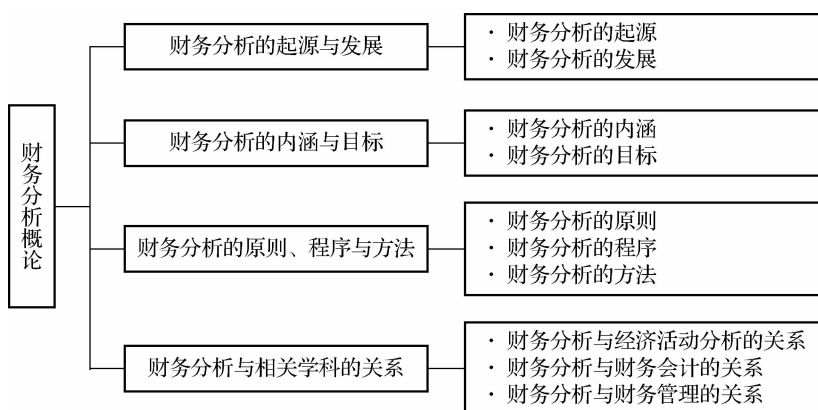 财务分析概论
财务分析的起源与发展
· 财务分析的起源
· 财务分析的发展
财务分析的内涵与目标
· 财务分析的内涵
· 财务分析的目标
财务分析的原则、程序与方法
· 财务分析的原则
· 财务分析的程序
· 财务分析的方法
财务分析与相关学科的关系
· 财务分析与经济活动分析的关系
· 财务分析与财务会计的关系
· 财务分析与财务管理的关系